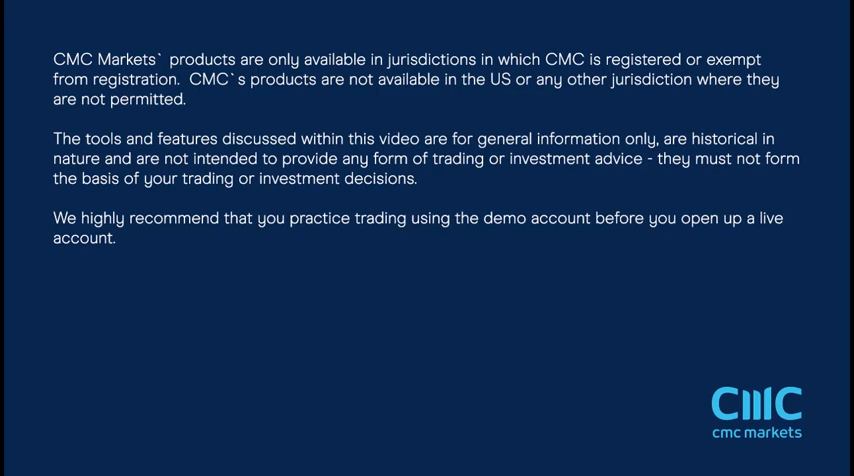 CMC Markets` products are only available in jurisdictions in which CMC is registered or exempt
from registration.  CMC`s products are not available in the US or any other jurisdiction where they
are not permitted.
The tools and features discussed within this video are for general information only, are historical in
nature and are not intended to provide any form of trading or investment advice - they must not form
the basis of your trading or investment decisions.
We highly recommend that you practice trading using the demo account before you open up a live
account.
CMC
cmc markets